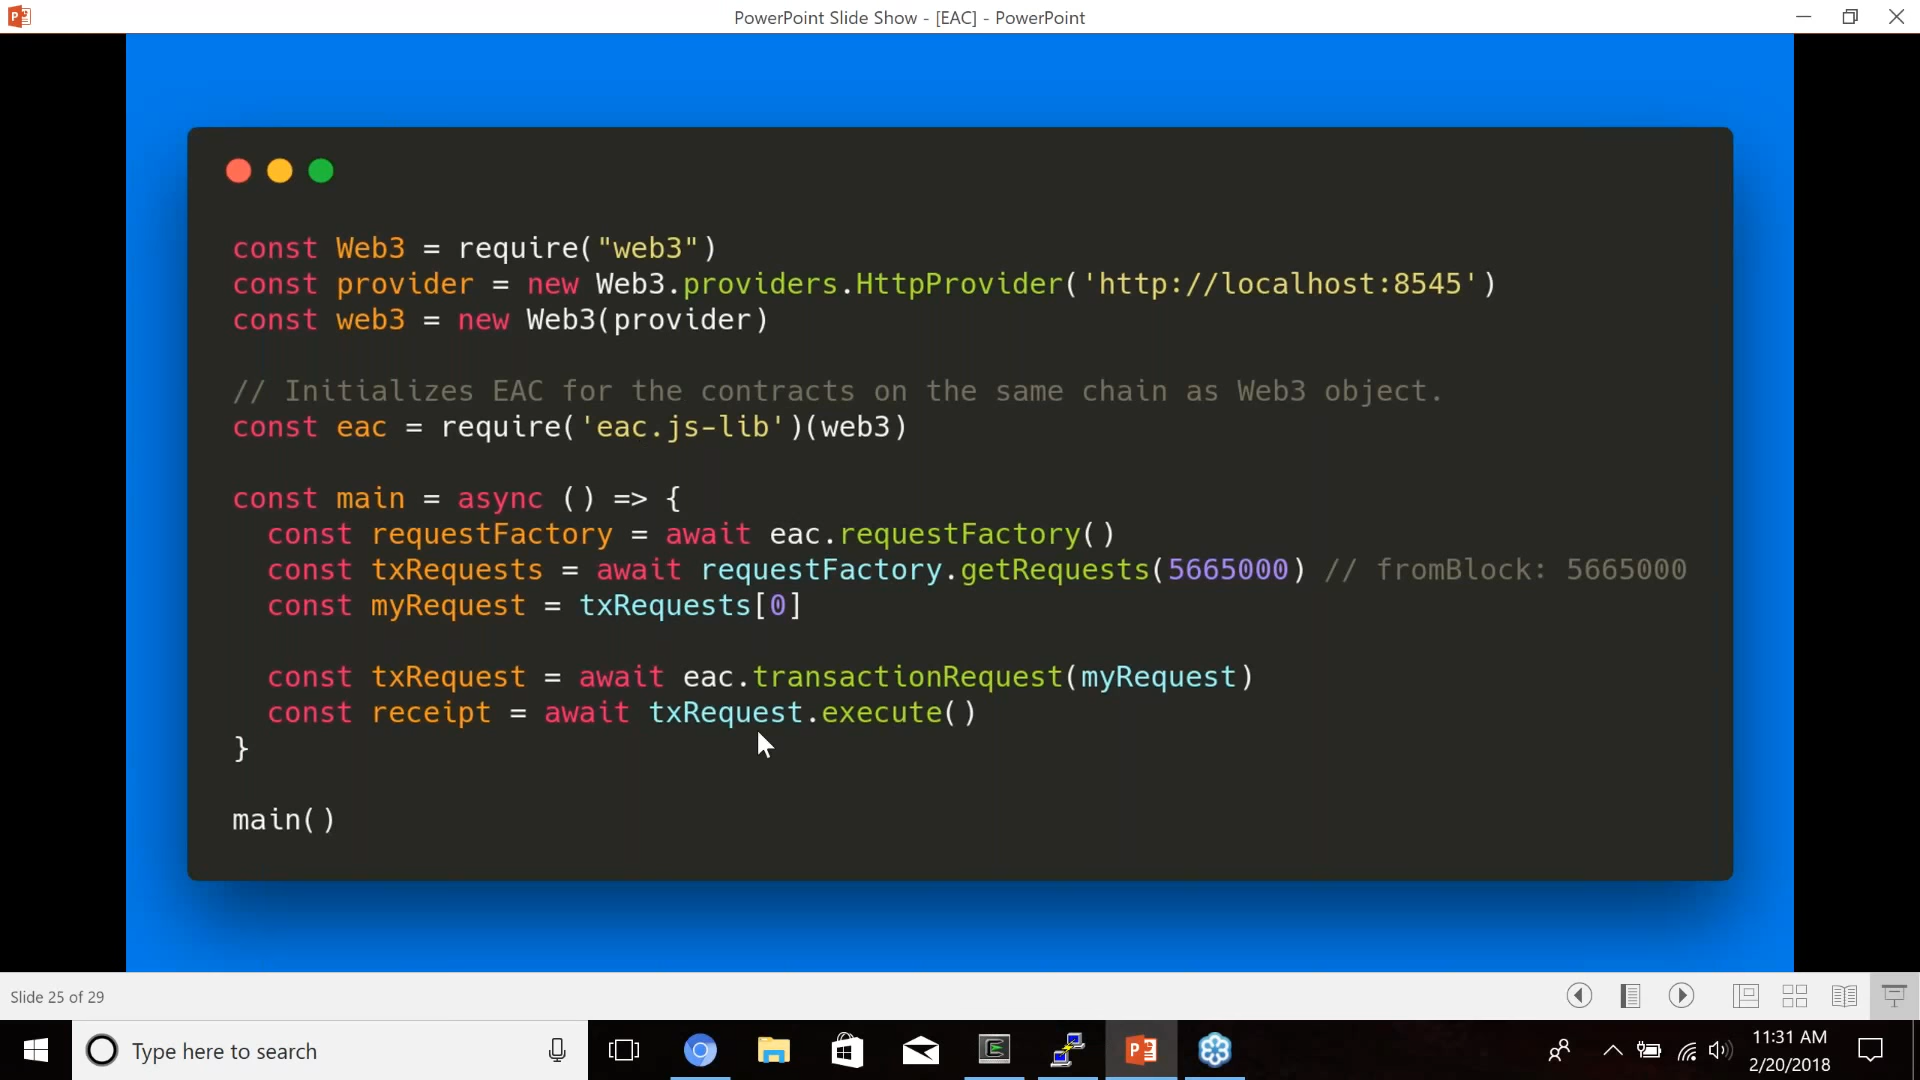 PowerPoint Slide Show - [EAC] - PowerPoint
const Web3 = require("web3")
const provider = new Web3.providers.HttpProvider('http://localhost:8545')
const web3 = new Web3(provider)
// Initializes EAC for the contracts on the same chain as Web3 object.
const eac = require('eac.js-lib')(web3)
const main = async () => {
  const requestFactory = await eac.requestFactory()
  const txRequests = await requestFactory.getRequests(5665000) // fromBlock: 5665000
  const myRequest = txRequests[0]
  const txRequest = await eac.transactionRequest(myRequest)
  const receipt = await txRequest.execute()
}
main()
Slide 25 of 29
Type here to search
11:31 AM
2/20/2018